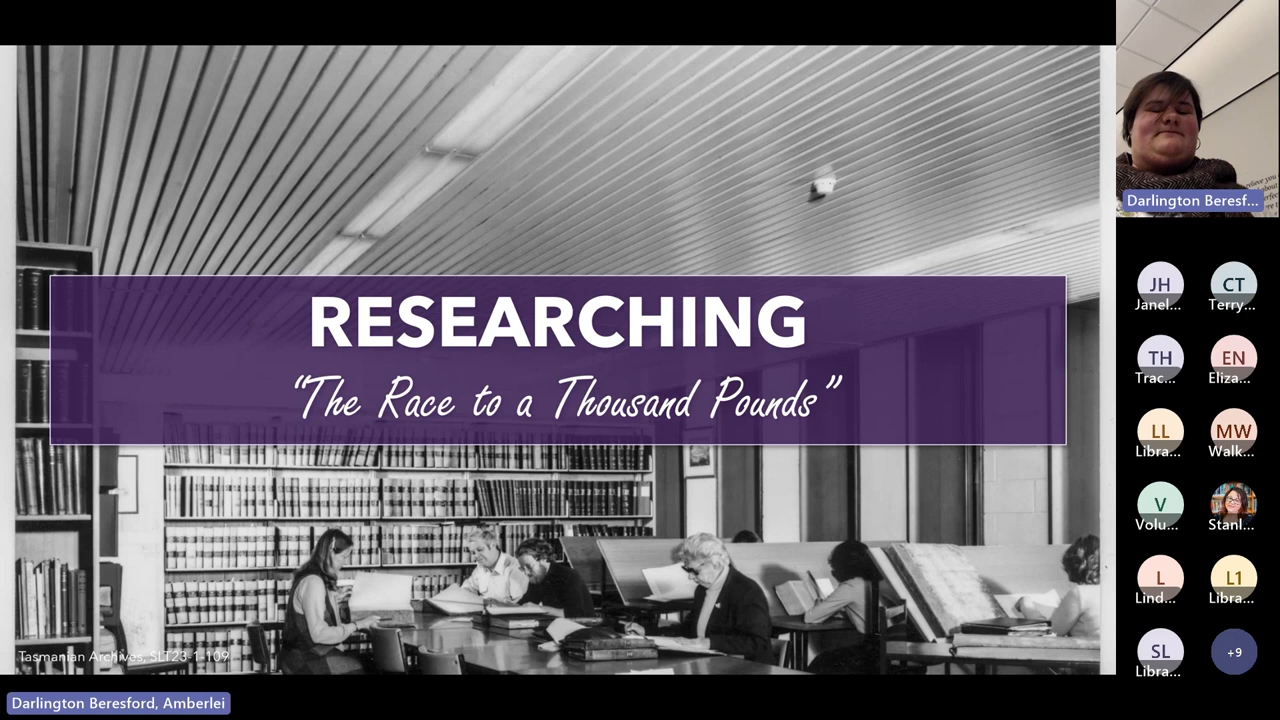 RESEARCHING
“The Race to a Thousand Pounds”
Tasmanian Archives, SLT23-1-109
Darlington Beresford, Amberlei
Darlington Beresf...
JH
Janel...
CT
Terry...
TH
Trac...
EN
Eliza...
LL
Libra...
MW
Walk...
V
Volu...
Stanl...
L
Lind...
L1
Libra...
SL
Libra...
+9